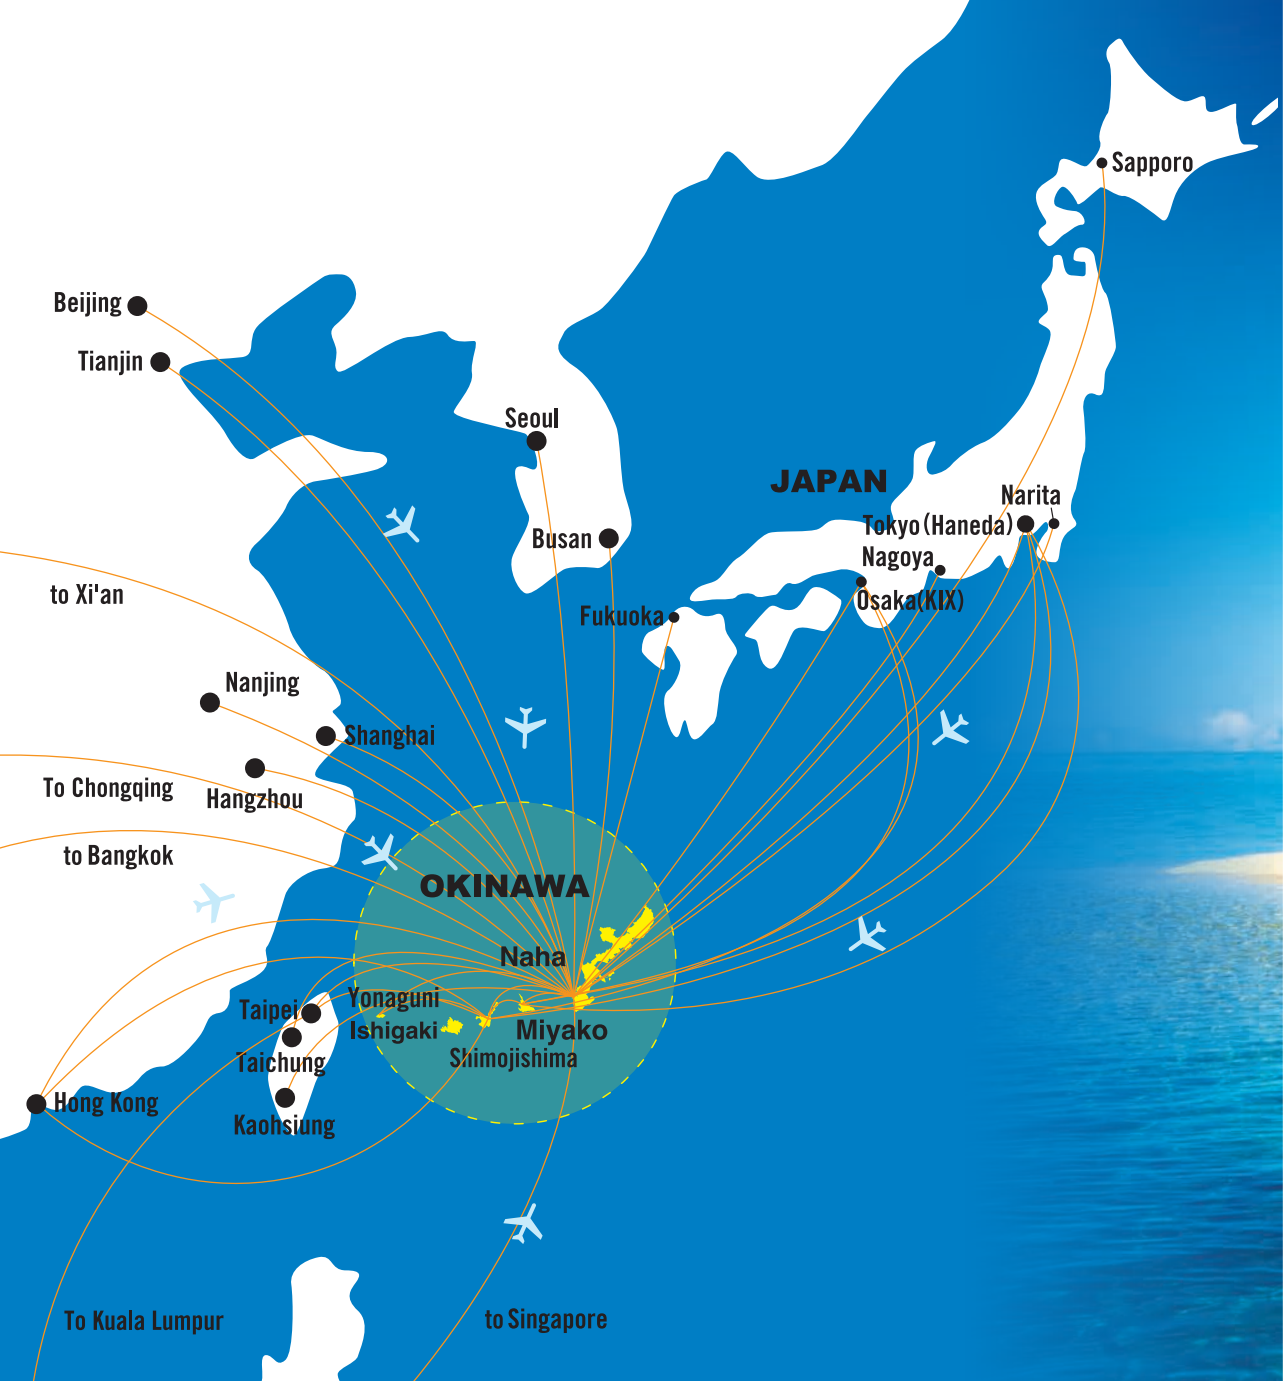 Sapporo
Beijing
Tianjin
Seoul
JAPAN
Narita
Tokyo(Haneda)
Busan
Nagoya
to Xi'an
Osaka(KIX)
Fukuoka
Nanjing
Shanghai
To Chongqing
Hangzhou
to Bangkok
OKINAWA
Naha
Yonaguni
Taipei
Ishigaki
Miyako
Shimojishima
Taichung
Hong Kong
Kaohsiung
To Kuala Lumpur
to Singapore